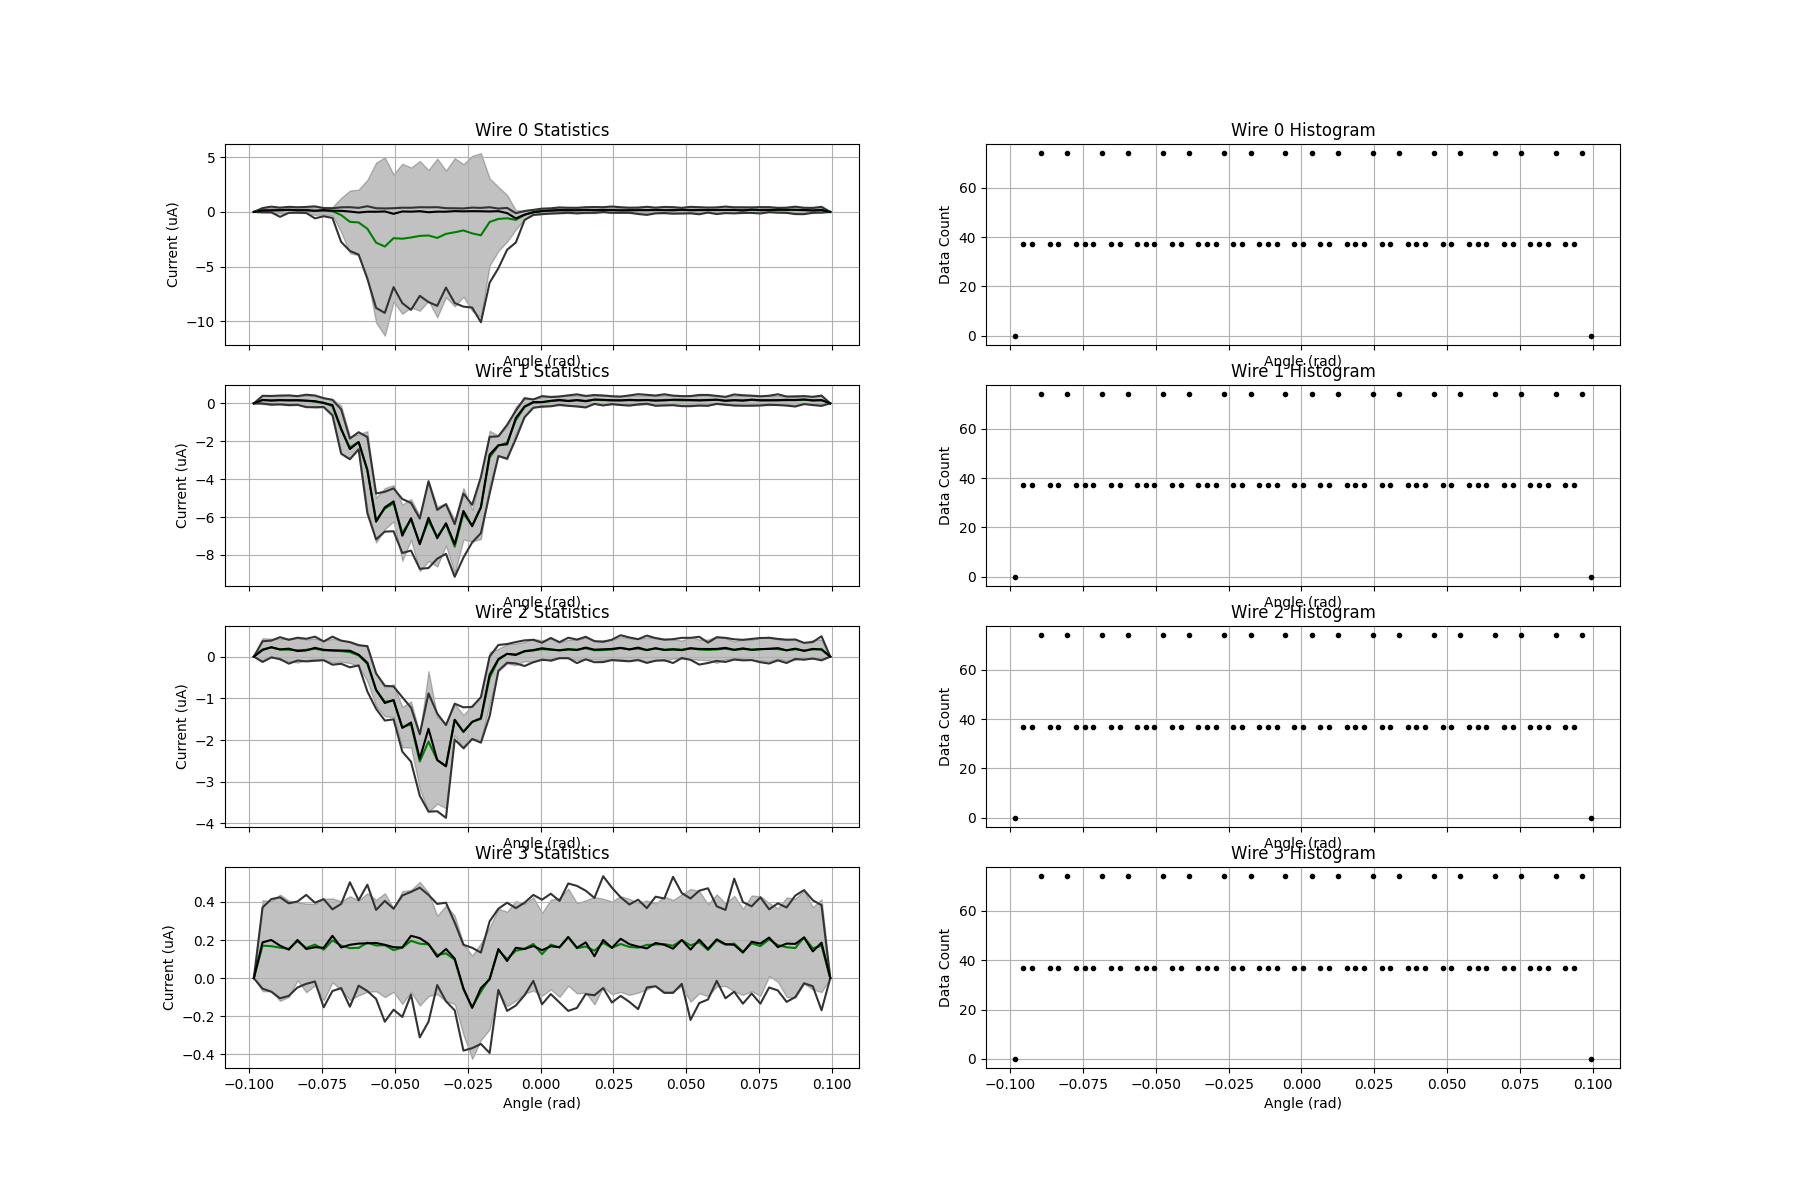 Wire 0 Statistics
Wire 0 Histogram
5
0
−5
−10
Current (uA)
Angle (rad)
60
40
20
0
Data Count
Angle (rad)
Wire 1 Statistics
Wire 1 Histogram
0
−2
−4
−6
−8
Current (uA)
Angle (rad)
60
40
20
0
Data Count
Angle (rad)
Wire 2 Statistics
Wire 2 Histogram
0
−1
−2
−3
−4
Current (uA)
Angle (rad)
60
40
20
0
Data Count
Angle (rad)
Wire 3 Statistics
Wire 3 Histogram
0.4
0.2
0.0
−0.2
−0.4
Current (uA)
−0.100 −0.075 −0.050 −0.025 0.000 0.025 0.050 0.075 0.100
Angle (rad)
60
40
20
0
Data Count
−0.100 −0.075 −0.050 −0.025 0.000 0.025 0.050 0.075 0.100
Angle (rad)